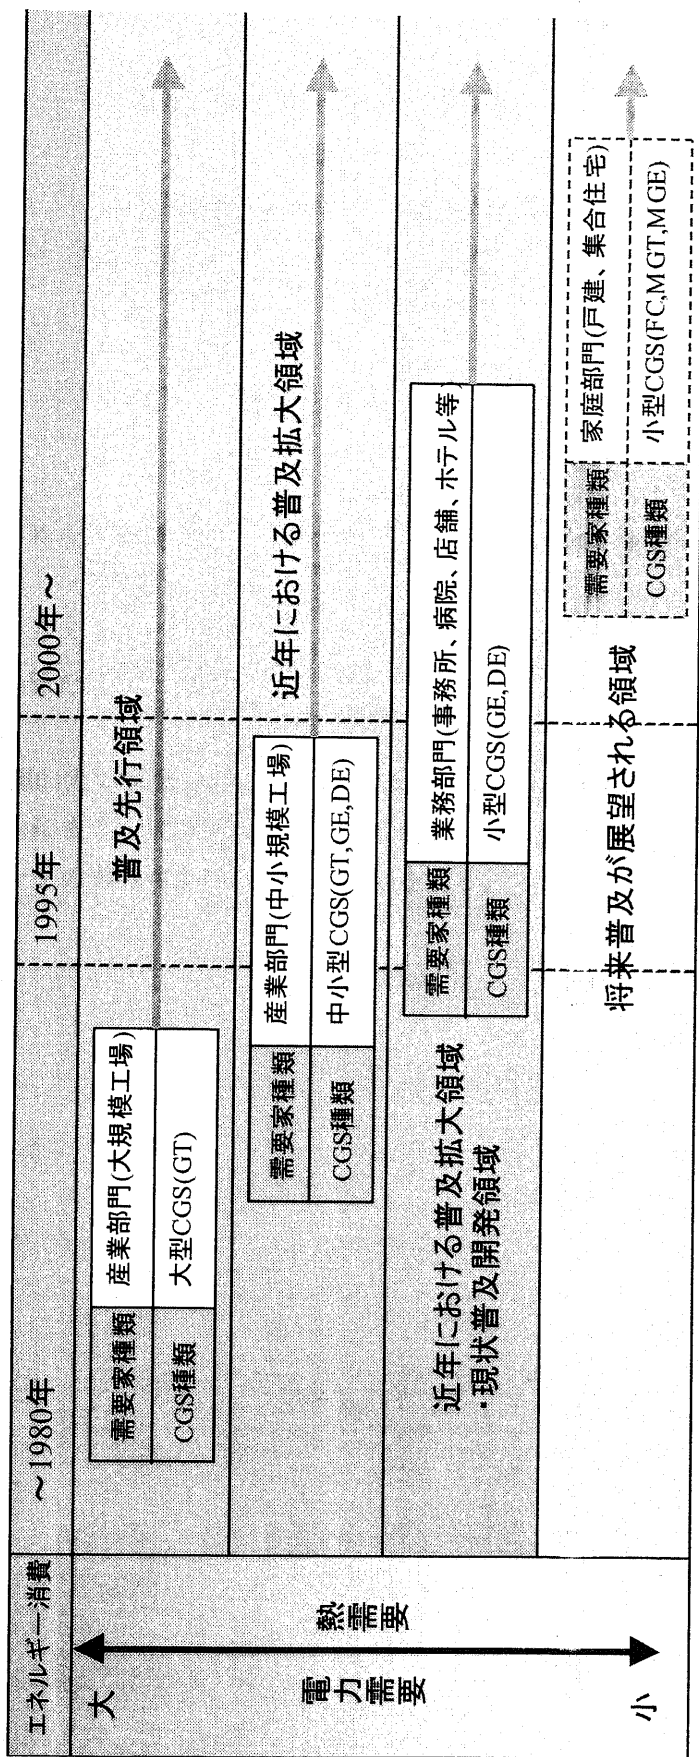 エネルギー消費
～1980年
1995年
2000年～
大
電力需要
熱需要
小
普及先行領域
需要家種類
産業部門(大規模工場)
CGS種類
大型CGS(GT)
近年における普及拡大領域
需要家種類
産業部門(中小規模工場)
CGS種類
中小型CGS(GT,GE,DE)
近年における普及拡大領域
・現状普及開発領域
需要家種類
業務部門(事務所、病院、店舗、ホテル等)
CGS種類
小型CGS(GE,DE)
将来普及が展望される領域
需要家種類
家庭部門(戸建、集合住宅)
CGS種類
小型CGS(FC,MGT,MGE)